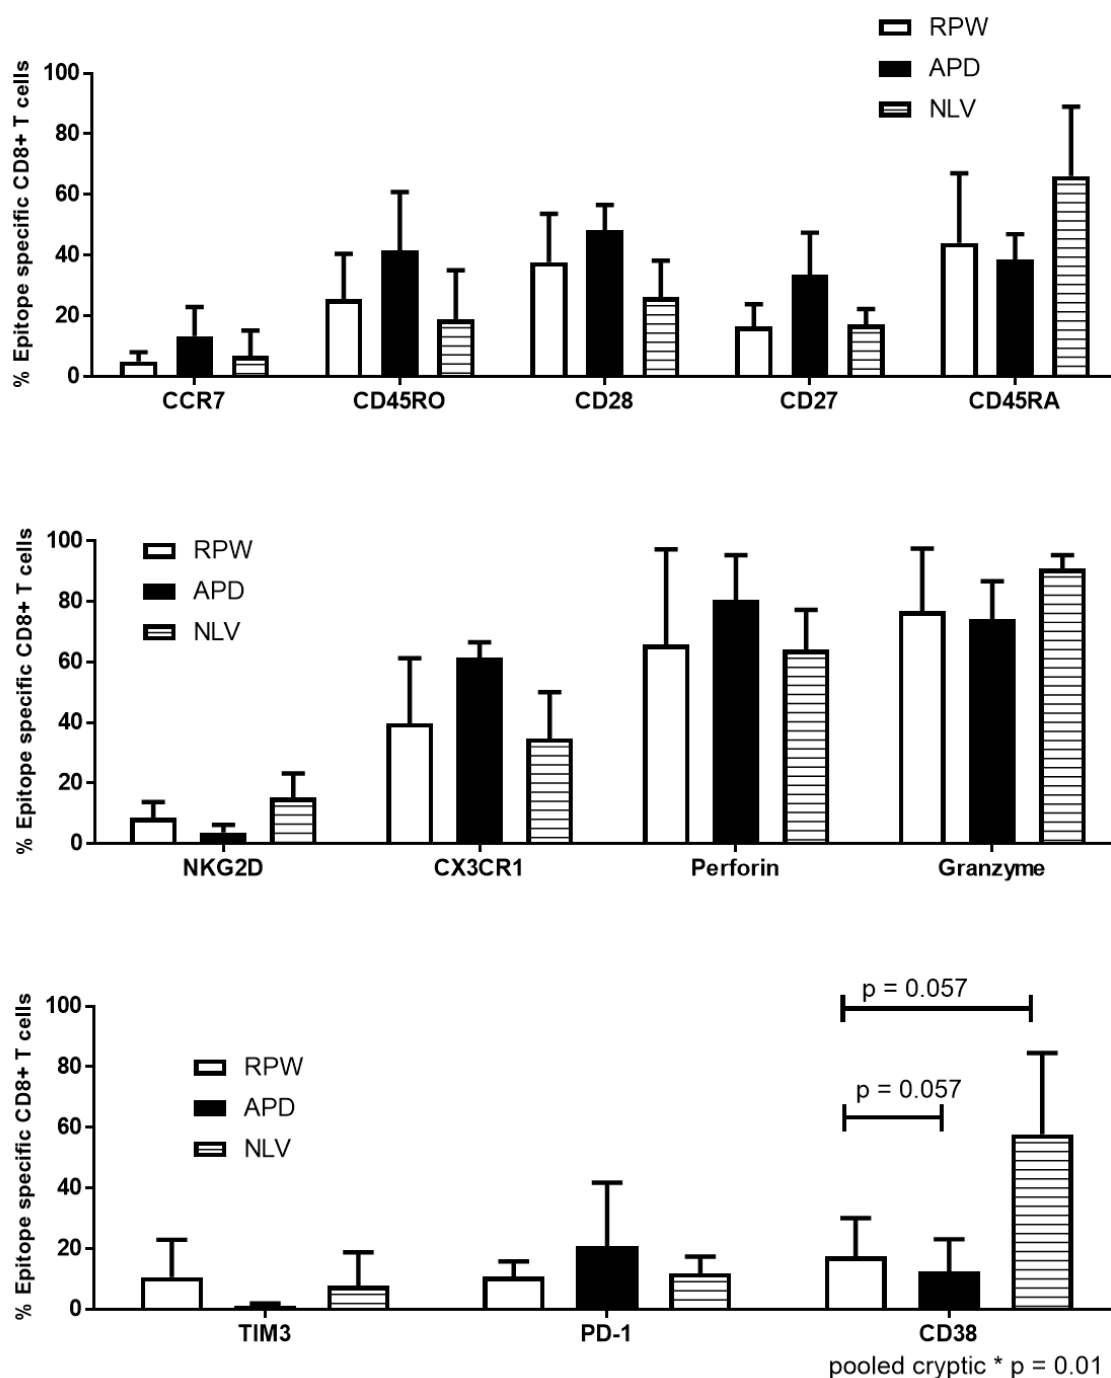 RPW
APD
NLV
% Epitope specific CD8+ T cells
100
80
60
40
20
0
CCR7 CD45RO CD28 CD27 CD45RA
RPW
APD
NLV
% Epitope specific CD8+ T cells
100
80
60
40
20
0
NKG2D CX3CR1 Perforin Granzyme
p = 0.057
p = 0.057
RPW
APD
NLV
% Epitope specific CD8+ T cells
100
80
60
40
20
0
TIM3 PD-1 CD38
pooled cryptic * p = 0.01